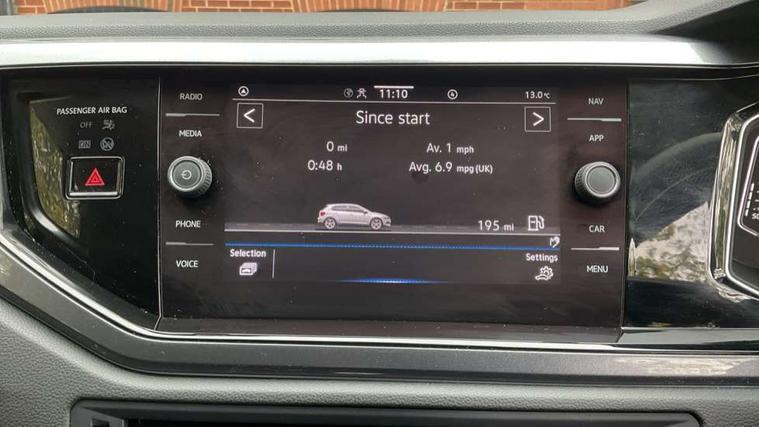 PASSENGER AIR BAG
OFF
RADIO
MEDIA
PHONE
VOICE
11:10
13.0 °C
< Since start >
0 mi
Av. 1 mph
0:48 h
Avg. 6.9 mpg (UK)
195 mi
Selection
Settings
NAV
APP
CAR
MENU